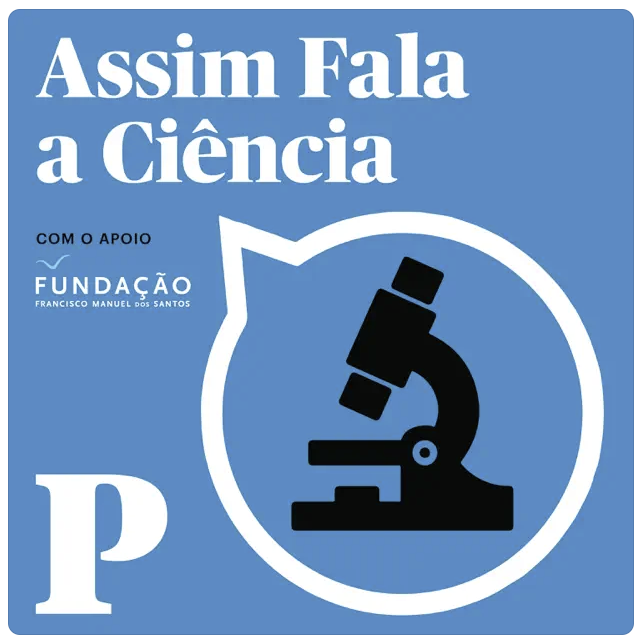 Assim Fala
a Ciência
COM O APOIO
FUNDAÇÃO
FRANCISCO MANUEL DOS SANTOS
P